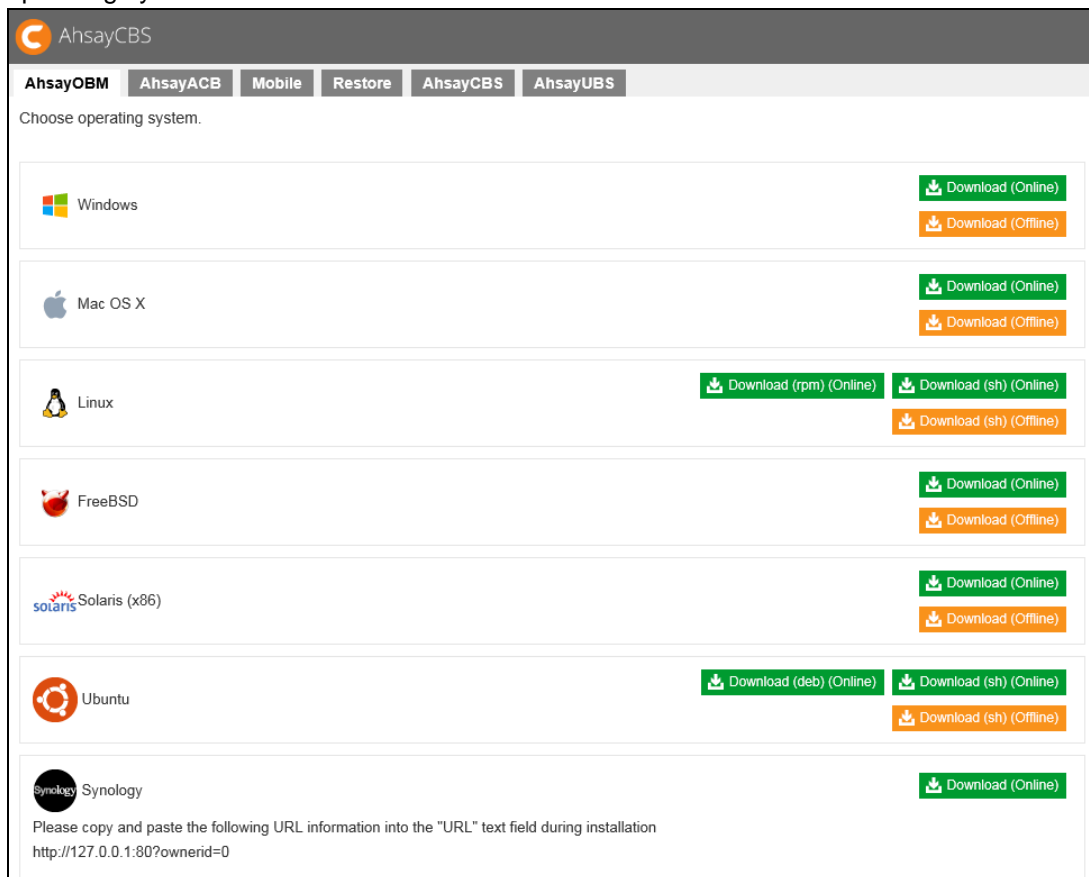 AhsayCBS
AhsayOBM AhsayACB Mobile Restore AhsayCBS AhsayUBS
Choose operating system.
Windows
Download (Online)
Download (Offline)
Mac OS X
Download (Online)
Download (Offline)
Linux
Download (rpm) (Online) Download (sh) (Online)
Download (sh) (Offline)
FreeBSD
Download (Online)
Download (Offline)
solaris Solaris (x86)
Download (Online)
Download (Offline)
Ubuntu
Download (deb) (Online) Download (sh) (Online)
Download (sh) (Offline)
Synology Synology
Download (Online)
Please copy and paste the following URL information into the "URL" text field during installation
http://127.0.0.1:80?ownerid=0